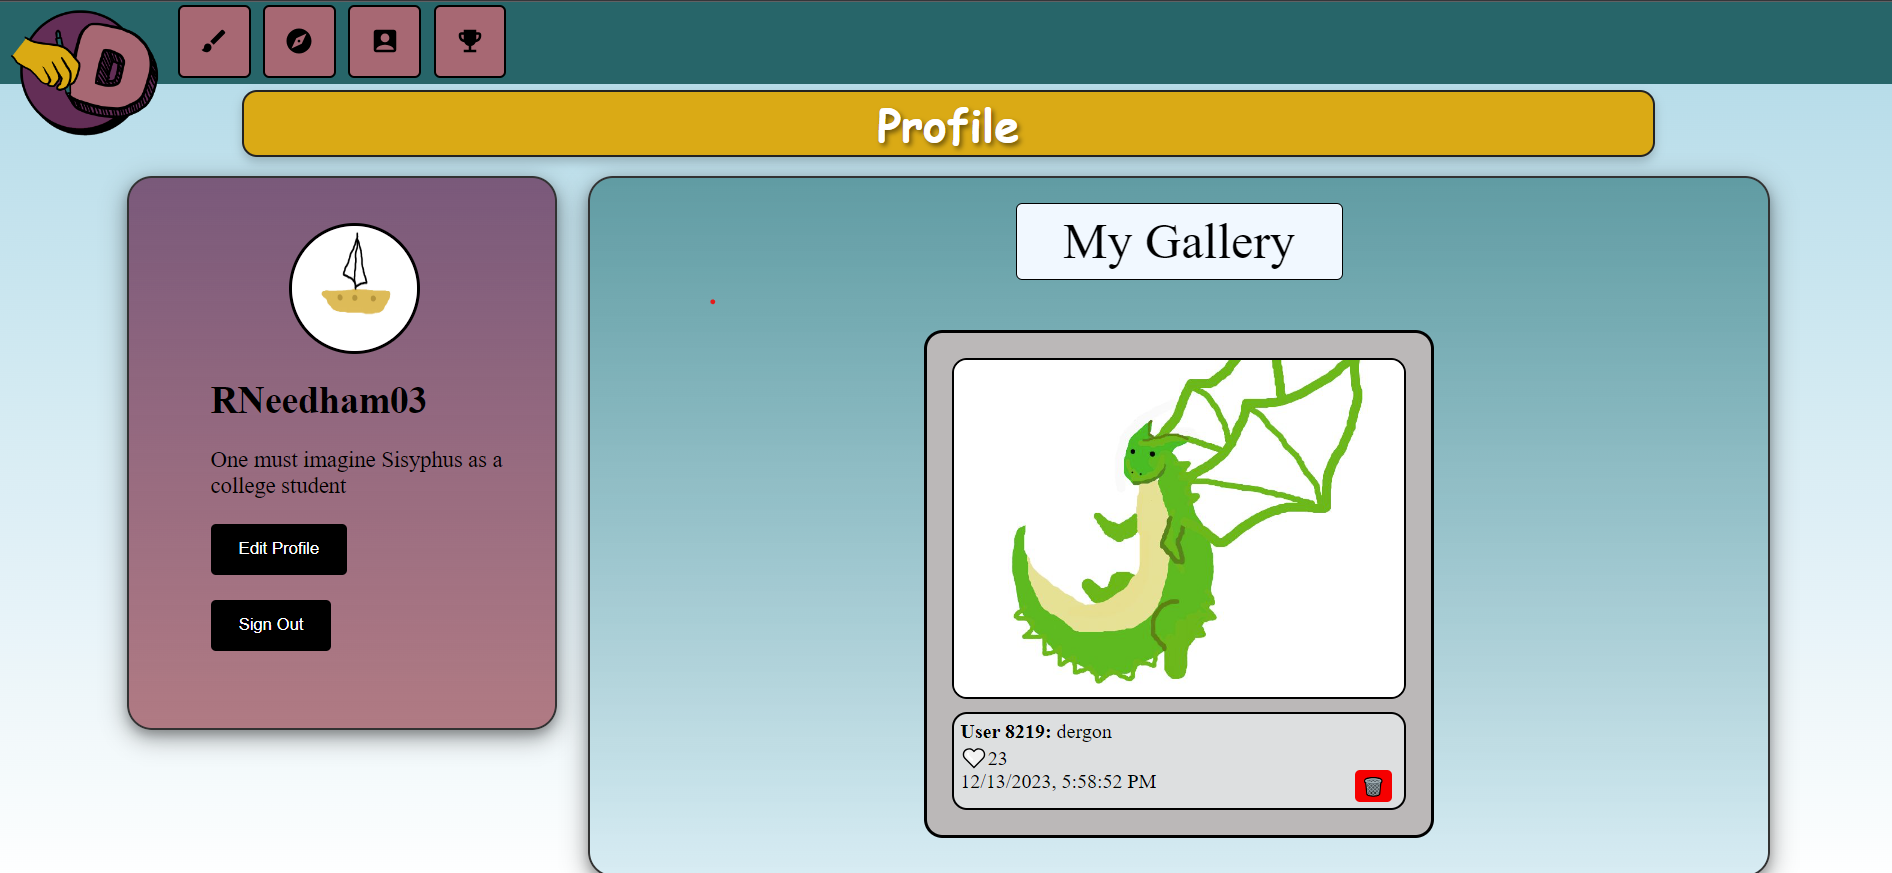 D
Profile
RNeedham03
One must imagine Sisyphus as a
college student
Edit Profile
Sign Out
My Gallery
User 8219: dergon
23
12/13/2023, 5:58:52 PM